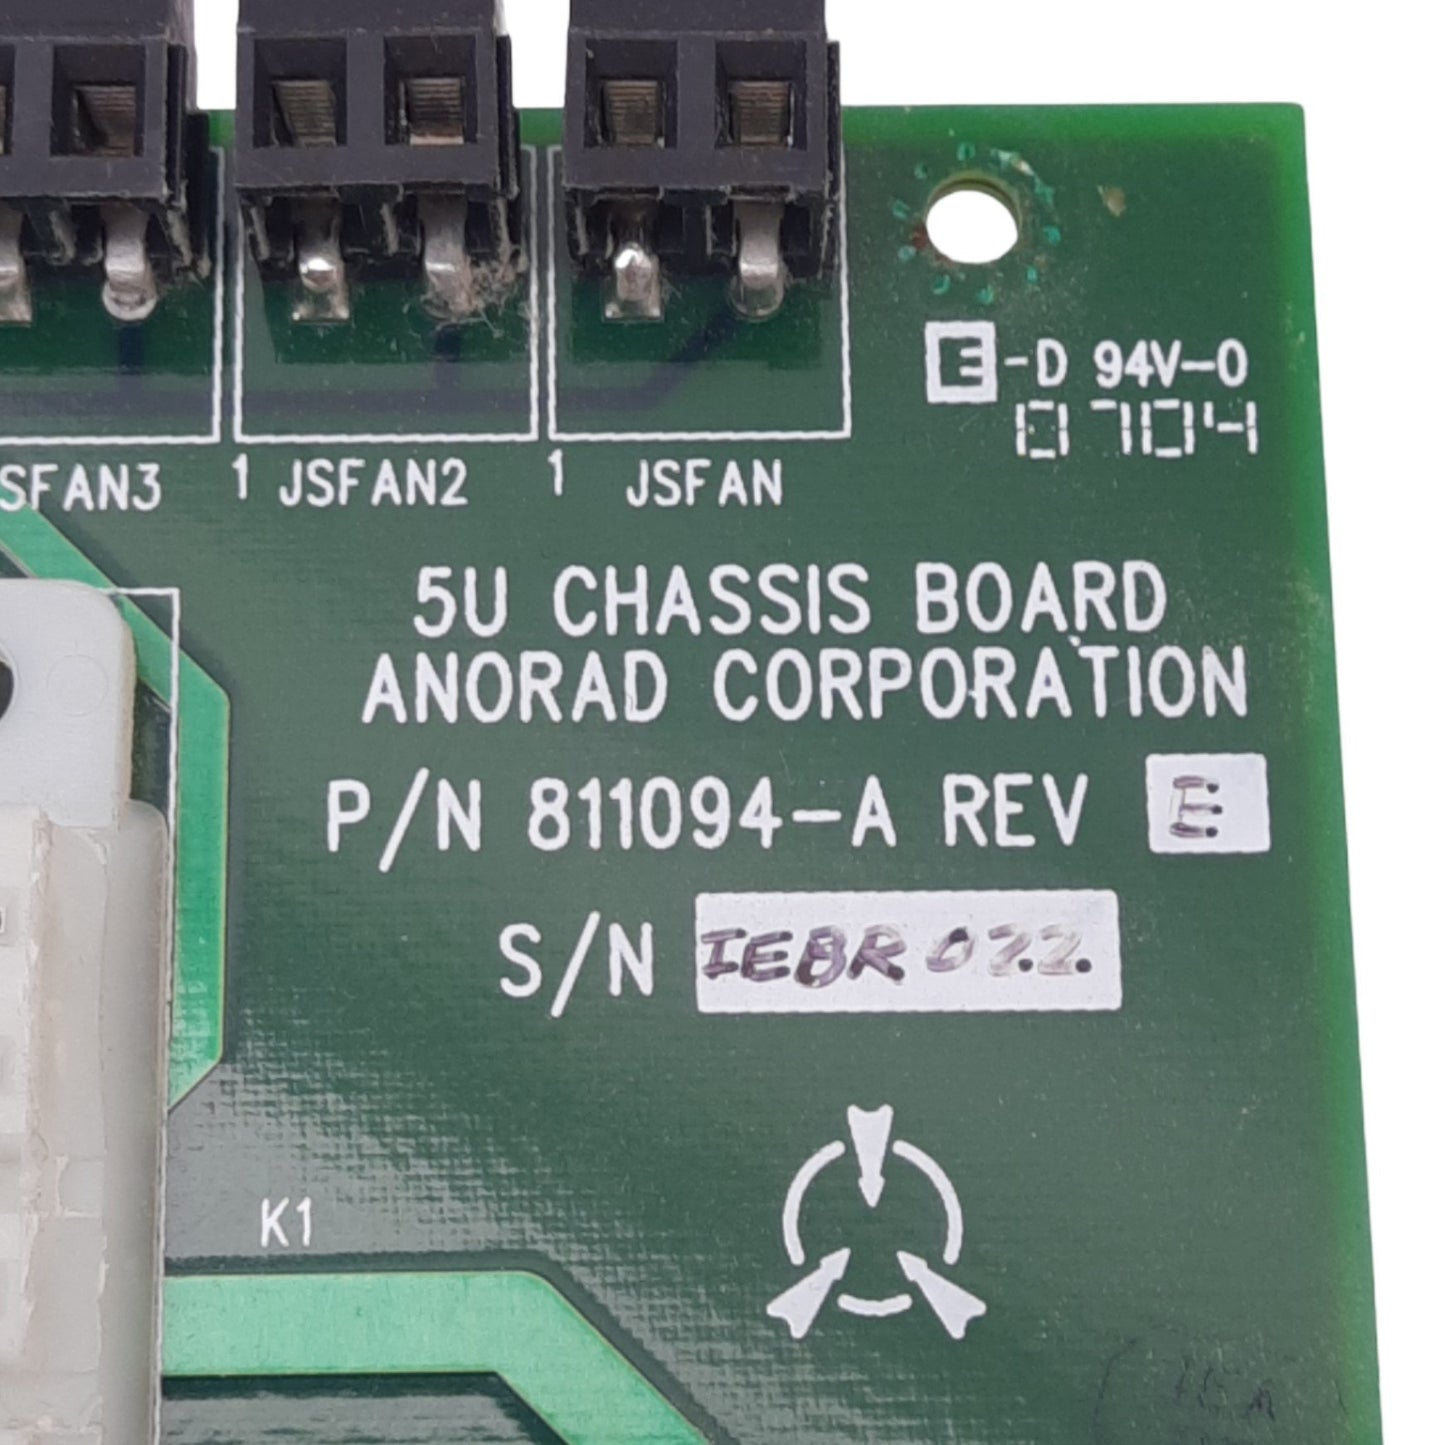 E-D 94V-0
0704
SFAN3 1 JSFAN2 1 JSFAN
5U CHASSIS BOARD
ANORAD CORPORATION
P/N 811094-A REV E
S/N IEBR 022
K1